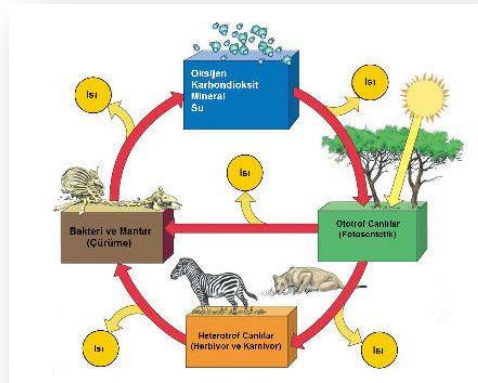 Oksijen
Karbondioksit
Mineral
Su
Isı
Isı
Isı
Bakteri ve Mantar
(Çürüme)
Ototrof Canlılar
(Fotosentetik)
Heterotrof Canlılar
(Herbivor ve Karnivor)
Isı
Isı